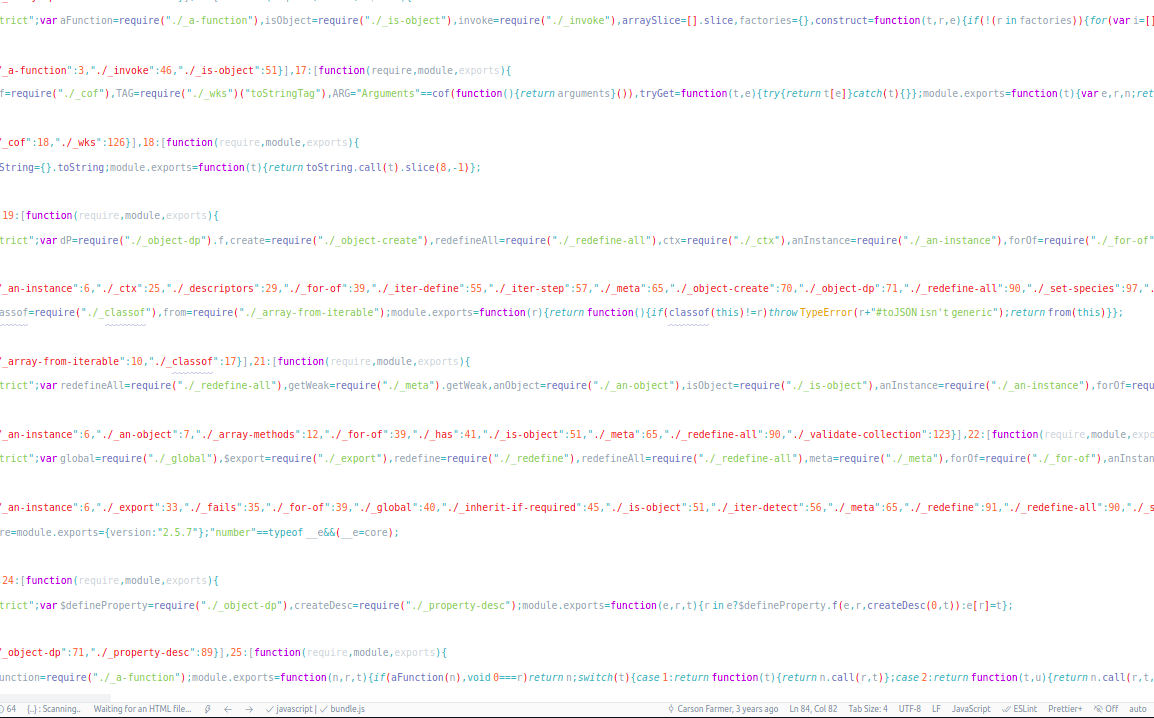 trict";var aFunction=require("./_a-function"),isObject=require("./_is-object"),invoke=require("./_invoke"),arraySlice=[].slice,factories={},construct=function(t,r,e){if(!(r in factories)){for(var i=[]
"_a-function":3,"./_invoke":46,"./_is-object":51}],17:[function(require,module,exports){
f=require("./_cof"),TAG=require("./_wks")("toStringTag"),ARG="Arguments"==cof(function(){return arguments}()),tryGet=function(t,e){try{return t[e]}catch(t){}};module.exports=function(t){var e,r,n;ret
/_cof":18,"./_wks":126}],18:[function(require,module,exports){
String={}.toString;module.exports=function(t){return toString.call(t).slice(8,-1)};
19:[function(require,module,exports){
trict";var dP=require("./_object-dp").f,create=require("./_object-create"),redefineAll=require("./_redefine-all"),ctx=require("./_ctx"),anInstance=require("./_an-instance"),forOf=require("./_for-of"
/_an-instance":6,"./_ctx":25,"./_descriptors":29,"./_for-of":39,"./_iter-define":55,"./_iter-step":57,"./_meta":65,"./_object-create":70,"./_object-dp":71,"./_redefine-all":90,"./_set-species":97,"
assof=require("./_classof"),from=require("./_array-from-iterable");module.exports=function(r){return function(){if(classof(this)!=r)throw TypeError(r+"#toJSON isn't generic");return from(this)}};
/_array-from-iterable":10,"./_classof":17}],21:[function(require,module,exports){
trict";var redefineAll=require("./_redefine-all"),getWeak=require("./_meta").getWeak,anObject=require("./_an-object"),isObject=require("./_is-object"),anInstance=require("./_an-instance"),forOf=requ
/_an-instance":6,"./_an-object":7,"./_array-methods":12,"./_for-of":39,"./_has":41,"./_is-object":51,"./_meta":65,"./_redefine-all":90,"./_validate-collection":123}],22:[function(require,module,expo
trict";var global=require("./_global"),$export=require("./_export"),redefine=require("./_redefine"),redefineAll=require("./_redefine-all"),meta=require("./_meta"),forOf=require("./_for-of"),anInstan
/_an-instance":6,"./_export":33,"./_fails":35,"./_for-of":39,"./_global":40,"./_inherit-if-required":45,"./_is-object":51,"./_iter-detect":56,"./_meta":65,"./_redefine":91,"./_redefine-all":90,"./_s
re=module.exports={version:"2.5.7"};"number"==typeof __e&&(__e=core);
24:[function(require,module,exports){
trict";var $defineProperty=require("./_object-dp"),createDesc=require("./_property-desc");module.exports=function(e,r,t){r in e?$defineProperty.f(e,r,createDesc(0,t)):e[r]=t};
/_object-dp":71,"./_property-desc":89}],25:[function(require,module,exports){
unction=require("./_a-function");module.exports=function(n,r,t){if(aFunction(n),void 0===r)return n;switch(t){case 1:return function(t){return n.call(r,t)};case 2:return function(t,u){return n.call(r,t,
64 {..} : Scanning.. Waiting for an HTML file... javascript | bundle.js Carson Farmer, 3 years ago Ln 84, Col 82 Tab Size: 4 UTF-8 LF JavaScript ESLint Prettier+ Off auto